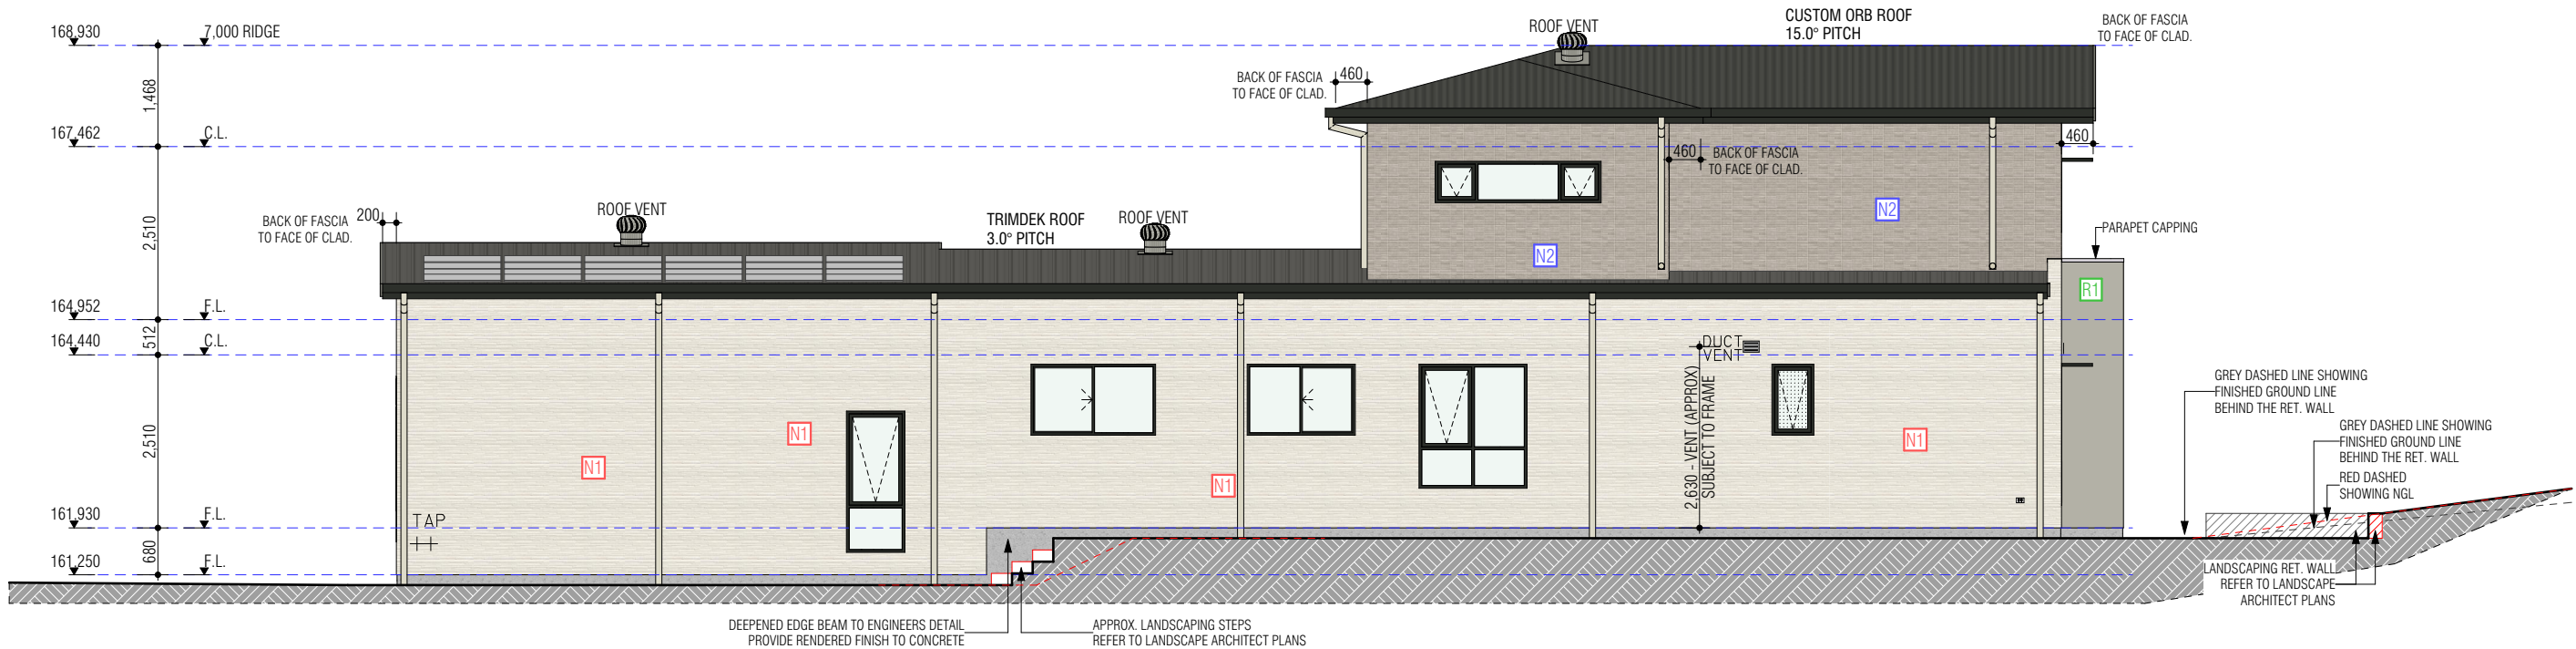 168,930
7,000 RIDGE
1,468
167,462
C.L.
2,510
164,952
F.L.
512
164,440
C.L.
2,510
161,930
F.L.
680
161,250
F.L.
BACK OF FASCIA
TO FACE OF CLAD.
200
ROOF VENT
TRIMDEK ROOF
3.0° PITCH
ROOF VENT
BACK OF FASCIA
TO FACE OF CLAD.
460
ROOF VENT
CUSTOM ORB ROOF
15.0° PITCH
BACK OF FASCIA
TO FACE OF CLAD.
460
460
BACK OF FASCIA
TO FACE OF CLAD.
N2
N2
PARAPET CAPPING
R1
DUCT
VENT
2,630 - VENT (APPROX)
SUBJECT TO FRAME
N1
N1
N1
N1
TAP
GREY DASHED LINE SHOWING
FINISHED GROUND LINE
BEHIND THE RET. WALL
GREY DASHED LINE SHOWING
FINISHED GROUND LINE
BEHIND THE RET. WALL
RED DASHED
SHOWING NGL
LANDSCAPING RET. WALL
REFER TO LANDSCAPE
ARCHITECT PLANS
DEEPENED EDGE BEAM TO ENGINEERS DETAIL
PROVIDE RENDERED FINISH TO CONCRETE
APPROX. LANDSCAPING STEPS
REFER TO LANDSCAPE ARCHITECT PLANS